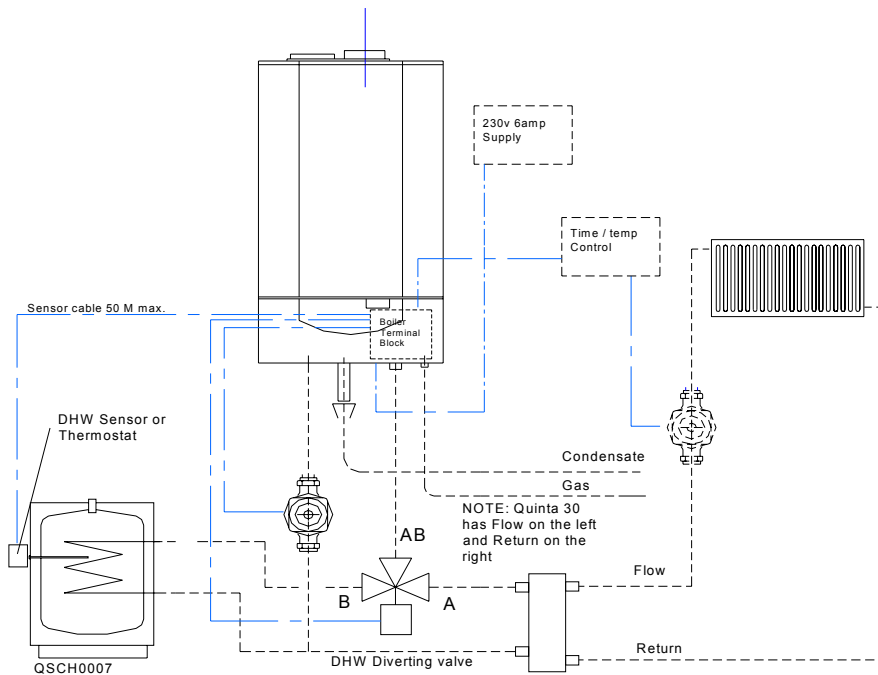 230v 6amp
Supply
Time / temp
Control
Sensor cable 50 M max.
Boiler
Terminal
Block
DHW Sensor or
Thermostat
Condensate
Gas
NOTE: Quinta 30
has Flow on the left
and Return on the
right
AB
B
A
Flow
Return
DHW Diverting valve
QSCH0007